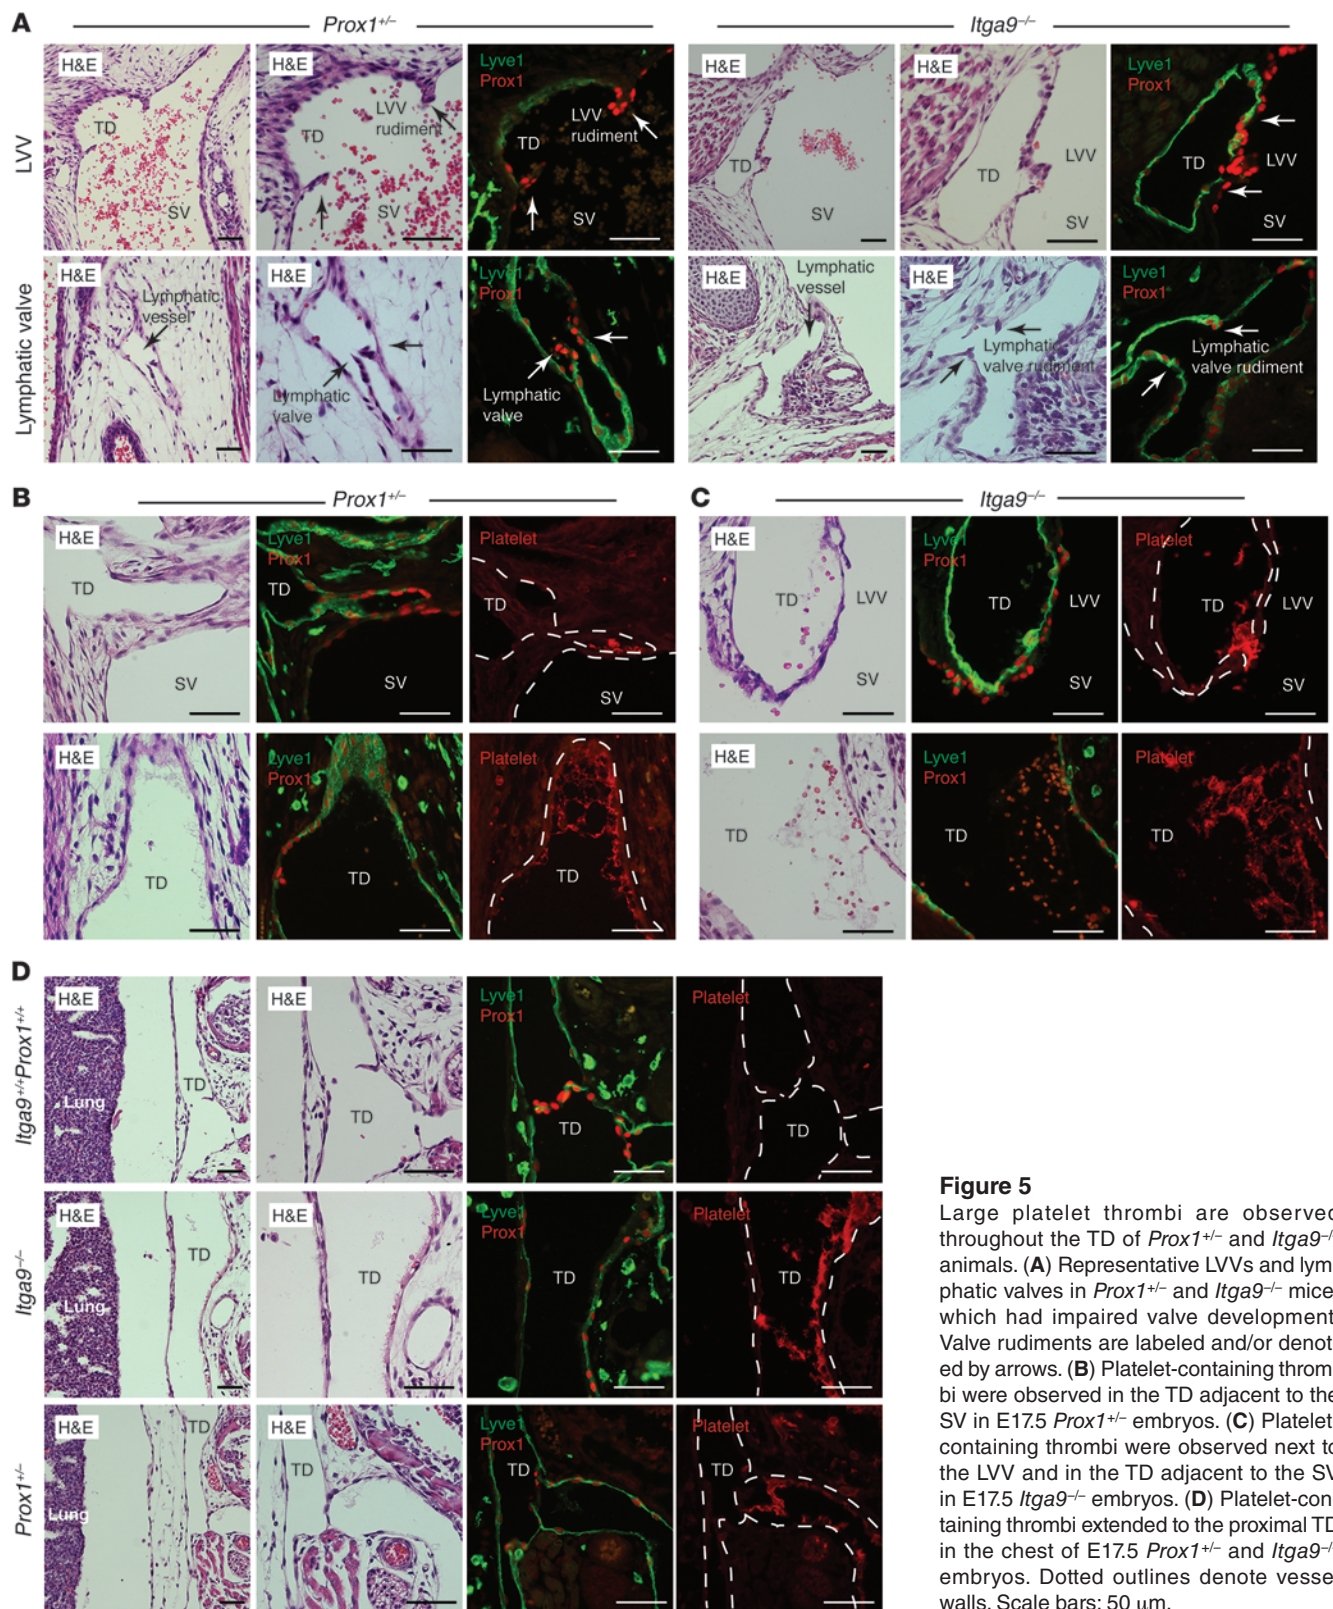 A
Prox1+/–
Itga9–/–
LVV
H&E
TD
SV
H&E
LVV
rudiment
TD
SV
Lyve1
Prox1
LVV
rudiment
TD
SV
H&E
TD
SV
H&E
TD
LVV
SV
Lyve1
Prox1
TD
LVV
SV
Lymphatic valve
H&E
Lymphatic
vessel
H&E
Lymphatic
valve
Lyve1
Prox1
Lymphatic
valve
H&E
Lymphatic
vessel
H&E
Lymphatic
valve rudiment
Lyve1
Prox1
Lymphatic
valve rudiment
B
Prox1+/–
H&E
TD
SV
Lyve1
Prox1
TD
SV
Platelet
TD
H&E
TD
Lyve1
Prox1
TD
Platelet
TD
C
Itga9–/–
H&E
TD
LVV
SV
Lyve1
Prox1
TD
LVV
SV
Platelet
TD
LVV
SV
H&E
TD
Lyve1
Prox1
TD
Platelet
TD
D
Itga9+/+Prox1+/+
H&E
TD
Lung
H&E
TD
Lyve1
Prox1
TD
Platelet
TD
Itga9–/–
H&E
TD
Lung
H&E
TD
Lyve1
Prox1
TD
Platelet
TD
Prox1+/–
H&E
TD
Lung
H&E
TD
Lyve1
Prox1
TD
Platelet
TD
Figure 5
Large platelet thrombi are observed
throughout the TD of Prox1+/– and Itga9–/–
animals. (A) Representative LVVs and lym
phatic valves in Prox1+/– and Itga9–/– mice
which had impaired valve development
Valve rudiments are labeled and/or denot
ed by arrows. (B) Platelet-containing throm
bi were observed in the TD adjacent to the
SV in E17.5 Prox1+/– embryos. (C) Platelet
containing thrombi were observed next to
the LVV and in the TD adjacent to the SV
in E17.5 Itga9–/– embryos. (D) Platelet-con
taining thrombi extended to the proximal TD
in the chest of E17.5 Prox1+/– and Itga9–/–
embryos. Dotted outlines denote vesse
walls. Scale bars: 50 μm.